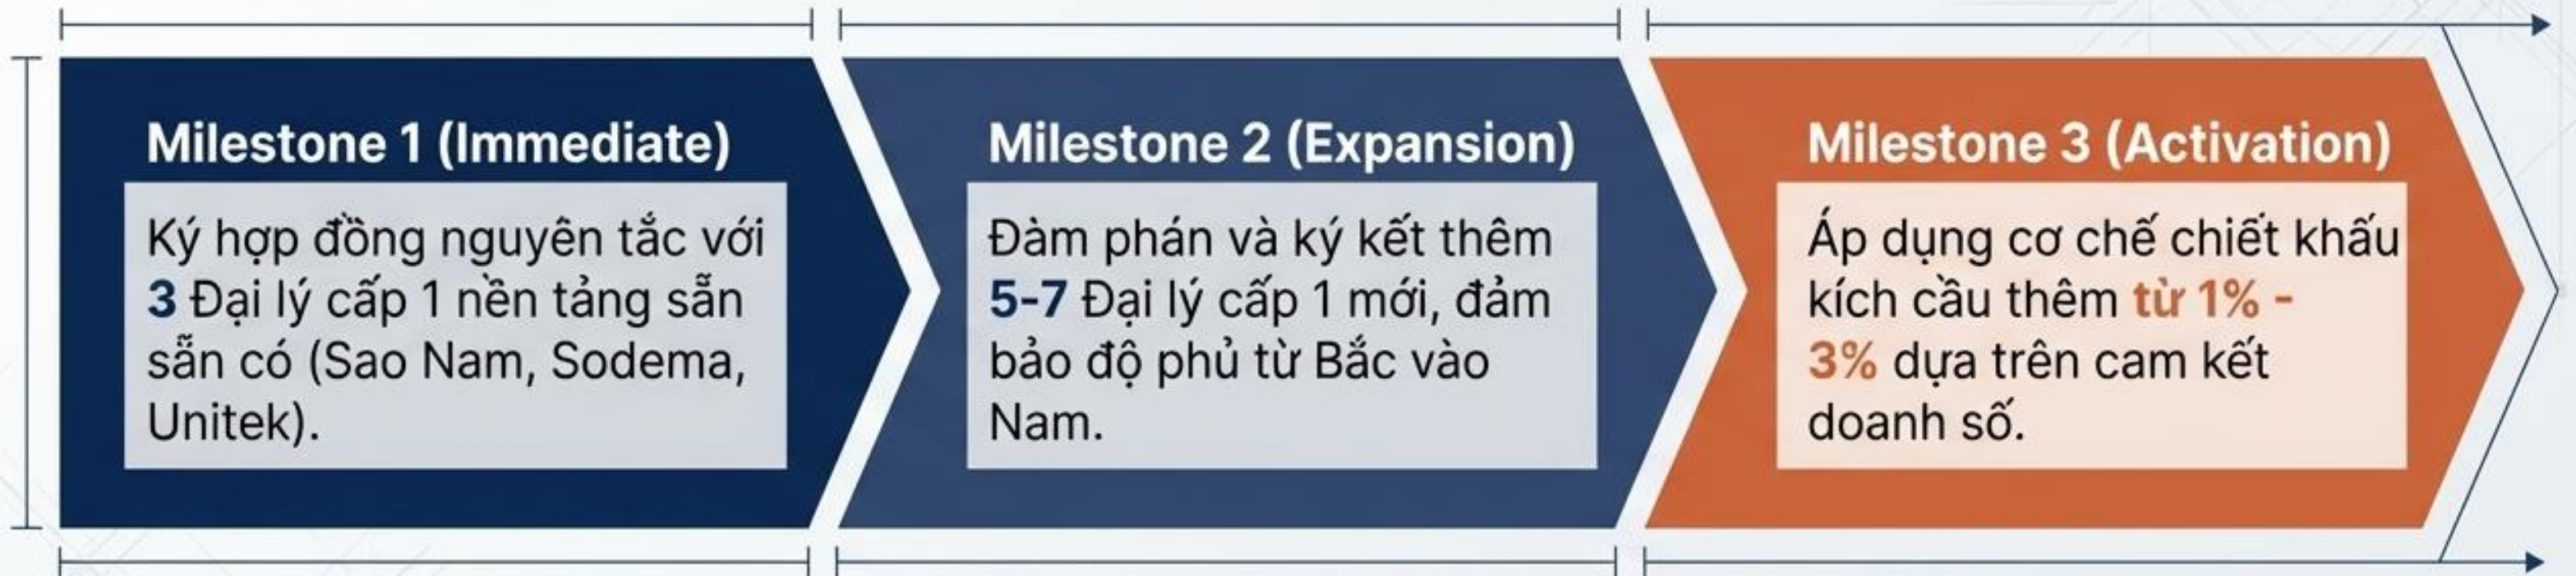 Milestone 1 (Immediate)
Ký hợp đồng nguyên tắc với
3 Đại lý cấp 1 nền tảng sẵn
sẵn có (Sao Nam, Sodema,
Unitek).
Milestone 2 (Expansion)
Đàm phán và ký kết thêm
5-7 Đại lý cấp 1 mới, đảm
bảo độ phủ từ Bắc vào
Nam.
Milestone 3 (Activation)
Áp dụng cơ chế chiết khấu
kích cầu thêm từ 1% -
3% dựa trên cam kết
doanh số.